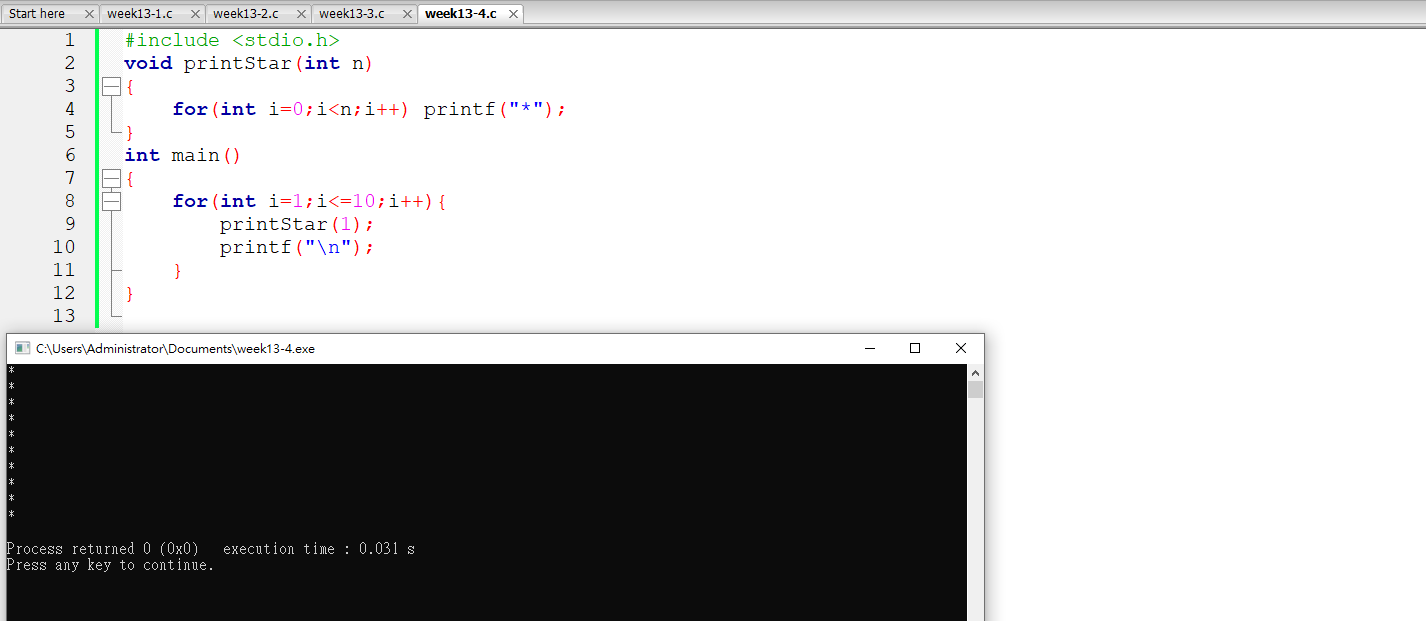 Start here week13-1.c week13-2.c week13-3.c week13-4.c
1 #include <stdio.h>
2 void printStar(int n)
3 {
4     for(int i=0;i<n;i++) printf("*");
5 }
6 int main()
7 {
8     for(int i=1;i<=10;i++){
9         printStar(1);
10         printf("\n");
11     }
12 }
13
C:\Users\Administrator\Documents\week13-4.exe
*
*
*
*
*
*
*
*
*
*
Process returned 0 (0x0)   execution time : 0.031 s
Press any key to continue.